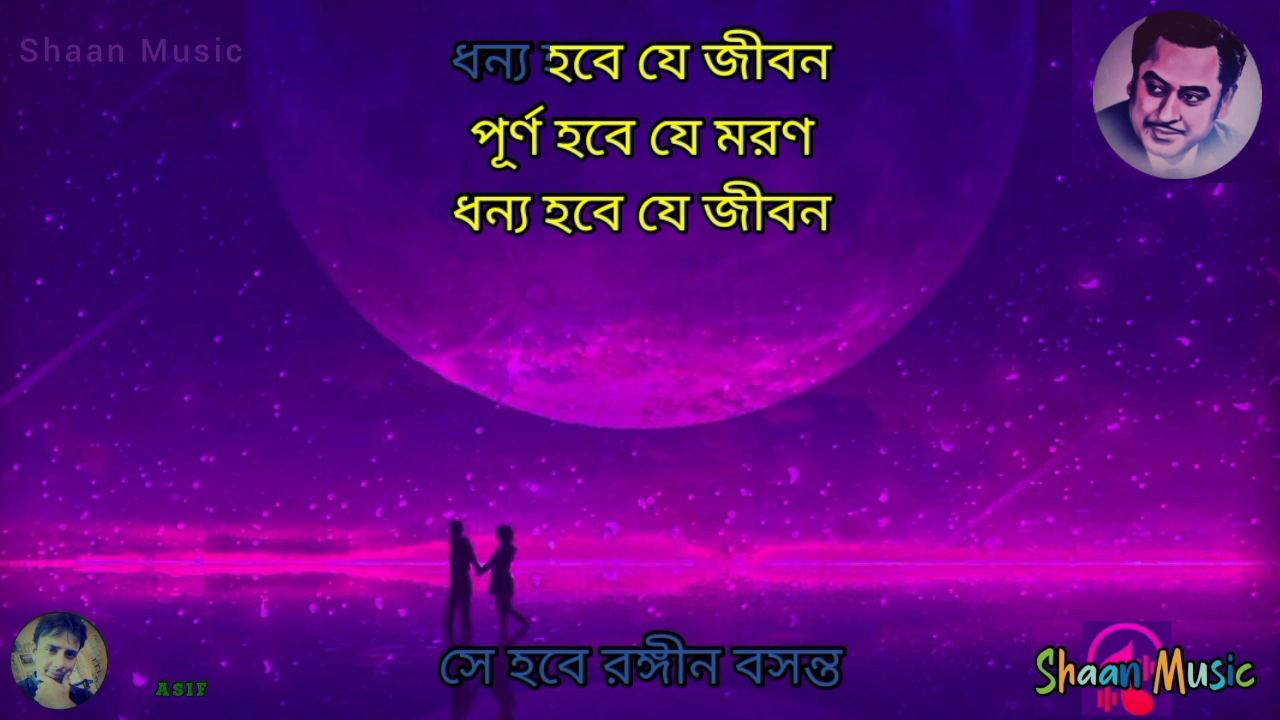 Shaan Music
ধন্য হবে যে জীবন
পূর্ণ হবে যে মরণ
ধন্য হবে যে জীবন
সে হবে রঙ্গীন বসন্ত
ASIF
Shaan Music